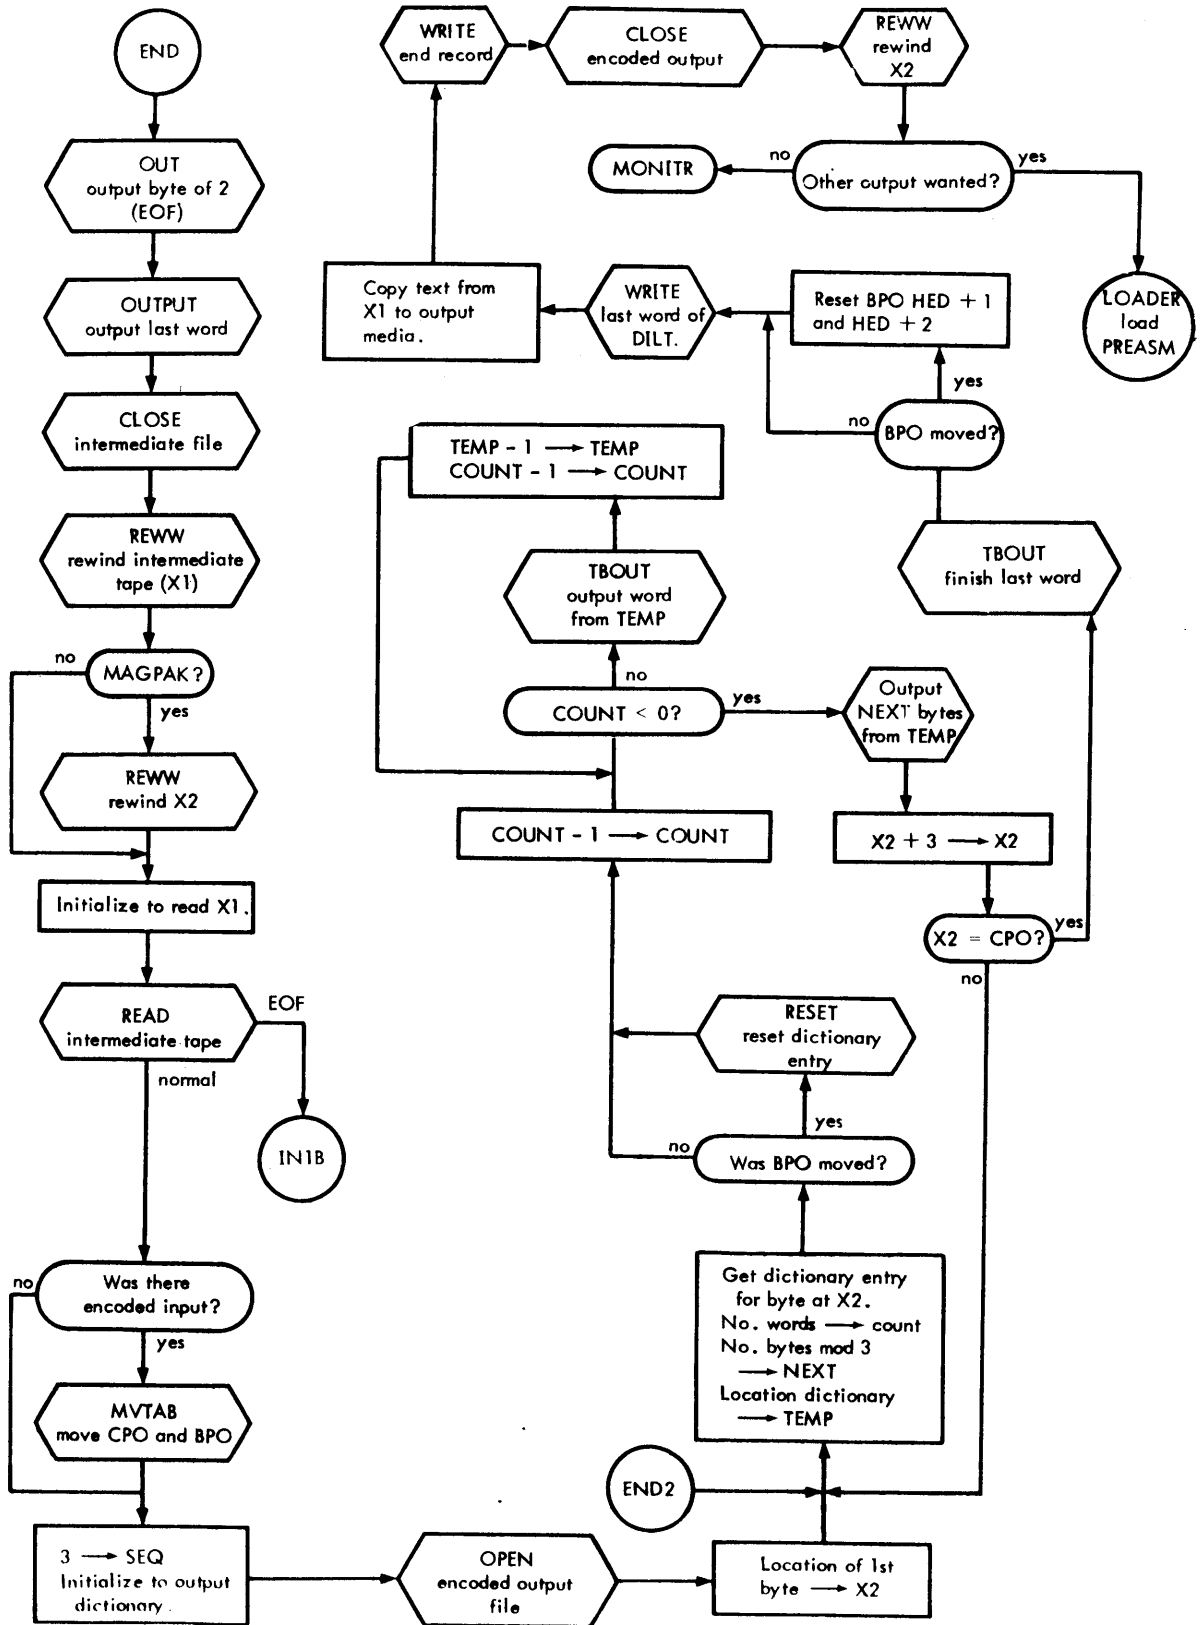 END
OUT
output byte of 2
(EOF)
OUTPUT
output last word
CLOSE
intermediate file
REWW
rewind intermediate
tape (X1)
MAGPAK?
no
yes
REWW
rewind X2
Initialize to read X1.
READ
intermediate tape
EOF
normal
IN1B
Was there
encoded input?
no
yes
MVTAB
move CPO and BPO
3 → SEQ
Initialize to output
dictionary.
OPEN
encoded output
file
Location of 1st
byte → X2
END2
Get dictionary entry
for byte at X2.
No. words → count
No. bytes mod 3
→ NEXT
Location dictionary
→ TEMP
Was BPO moved?
no
yes
RESET
reset dictionary
entry
COUNT - 1 → COUNT
COUNT < 0?
no
yes
TBOUT
output word
from TEMP
TEMP - 1 → TEMP
COUNT - 1 → COUNT
Output
NEXT bytes
from TEMP
X2 + 3 → X2
X2 = CPO?
yes
no
TBOUT
finish last word
BPO moved?
no
yes
Reset BPO HED + 1
and HED + 2
WRITE
last word of
DILT.
Copy text from
X1 to output
media.
WRITE
end record
CLOSE
encoded output
REWW
rewind
X2
Other output wanted?
no
yes
MONITR
LOADER
load
PREASM